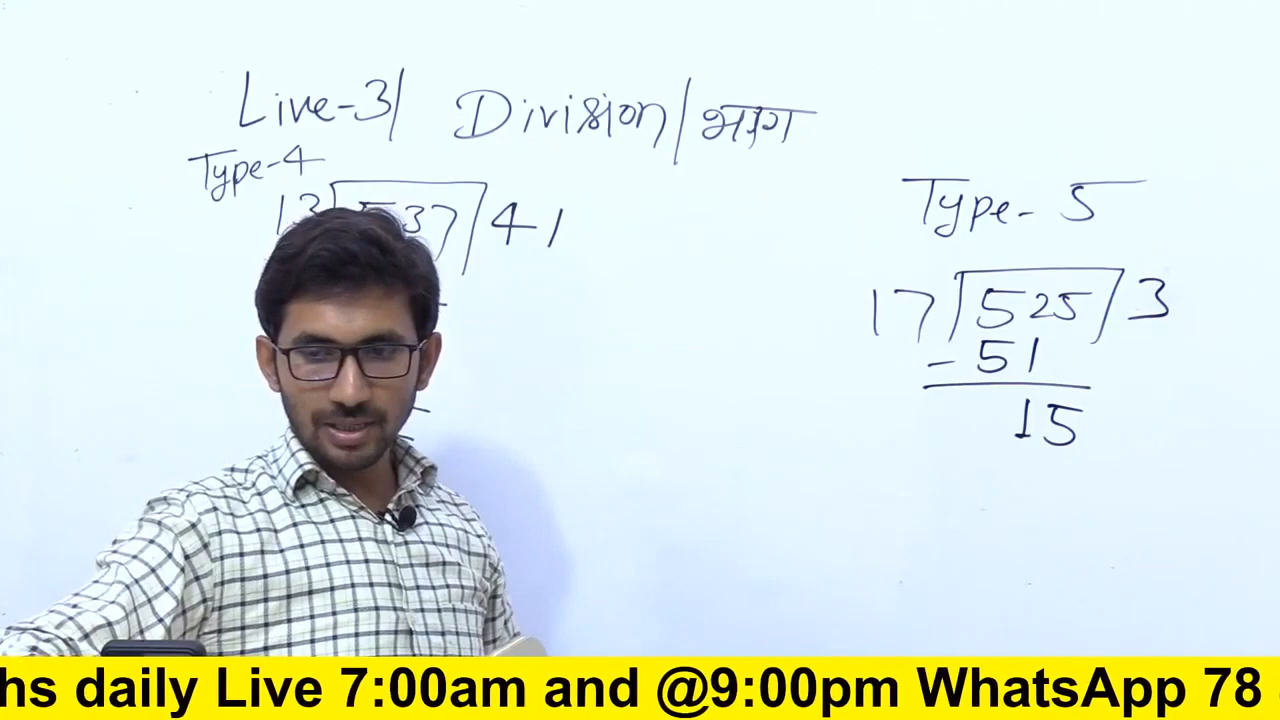 Live-3/ Division/भाग
Type-4
13 537 41
Type-5
17 525 3
-51
15
hs daily Live 7:00am and @9:00pm WhatsApp 78